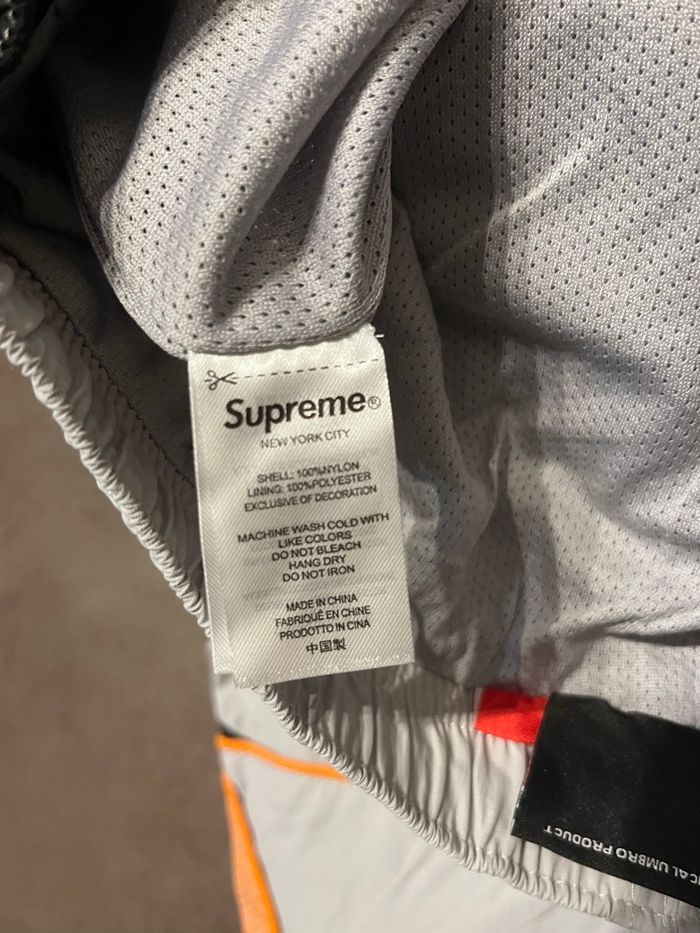 Supreme®
NEW YORK CITY
SHELL: 100%NYLON
LINING: 100%POLYESTER
EXCLUSIVE OF DECORATION
MACHINE WASH COLD WITH
LIKE COLORS
DO NOT BLEACH
HANG DRY
DO NOT IRON
MADE IN CHINA
FABRIQUÉ EN CHINE
PRODOTTO IN CINA
中国製
UMBRO PRODUCT